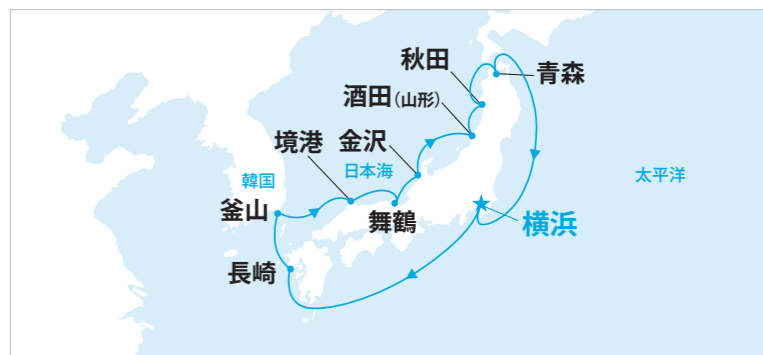 秋田
青森
酒田(山形)
境港
金沢
日本海
韓国
太平洋
釜山
舞鶴
横浜
長崎